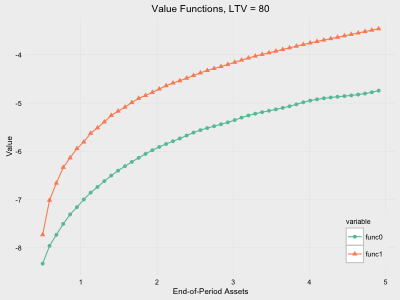 Value Functions, LTV = 80
-4
-5
-6
-7
-8
Value
1
2
3
4
5
End-of-Period Assets
variable
func0
func1